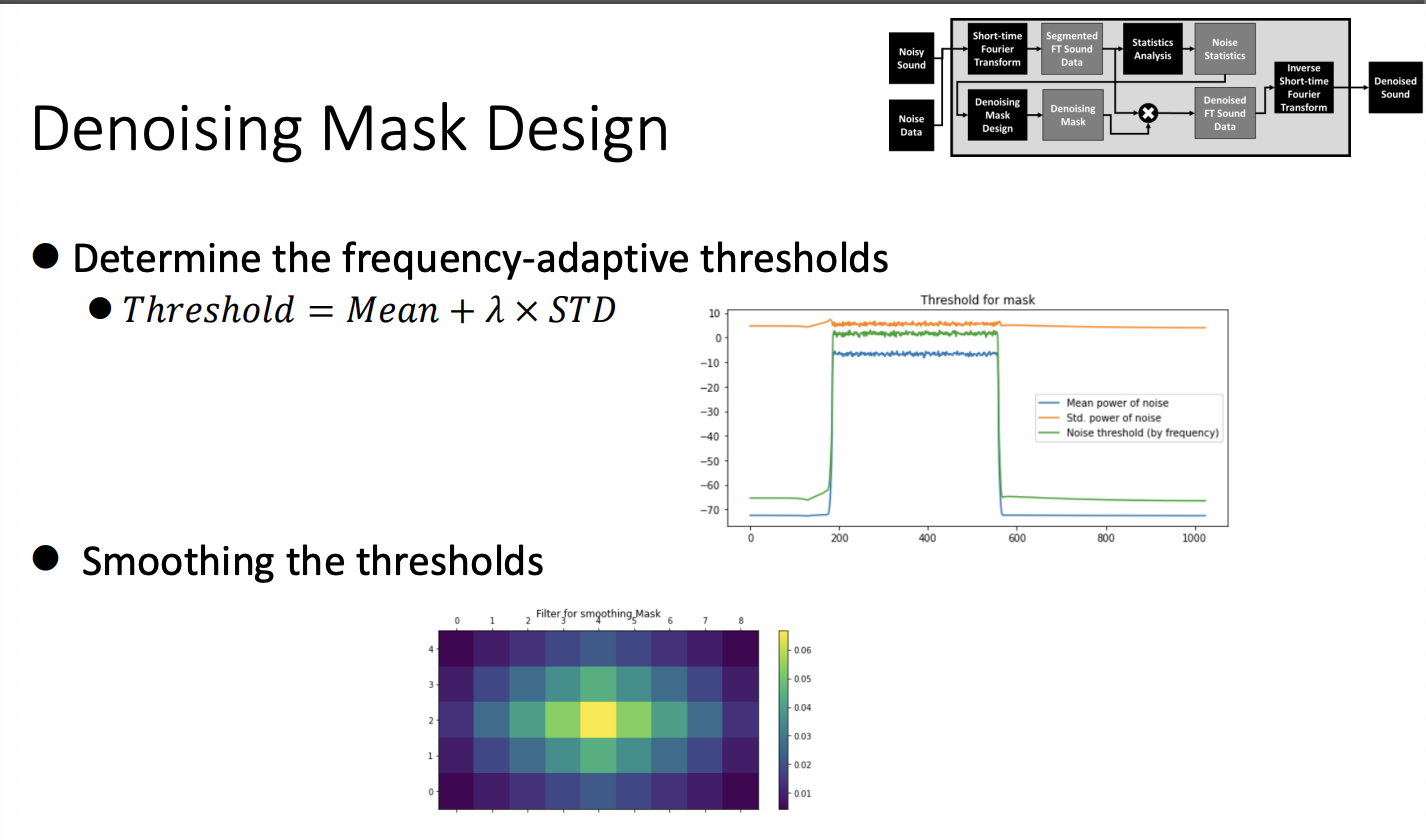 Noisy
Sound
Short-time
Fourier
Transform
Segmented
FT Sound
Data
Statistics
Analysis
Noise
Statistics
Inverse
Short-time
Fourier
Transform
Denoised
Sound
Noise
Data
Denoising
Mask
Design
Denoising
Mask
Denoised
FT Sound
Data
Denoising Mask Design
Determine the frequency-adaptive thresholds
Threshold = Mean + λ × STD
Threshold for mask
10
0
−10
−20
−30
−40
−50
−60
−70
Mean power of noise
Std. power of noise
Noise threshold (by frequency)
0 200 400 600 800 1000
Smoothing the thresholds
Filter for smoothing Mask
0 1 2 3 4 5 6 7 8
4
3
2
1
0
0.06
0.05
0.04
0.03
0.02
0.01